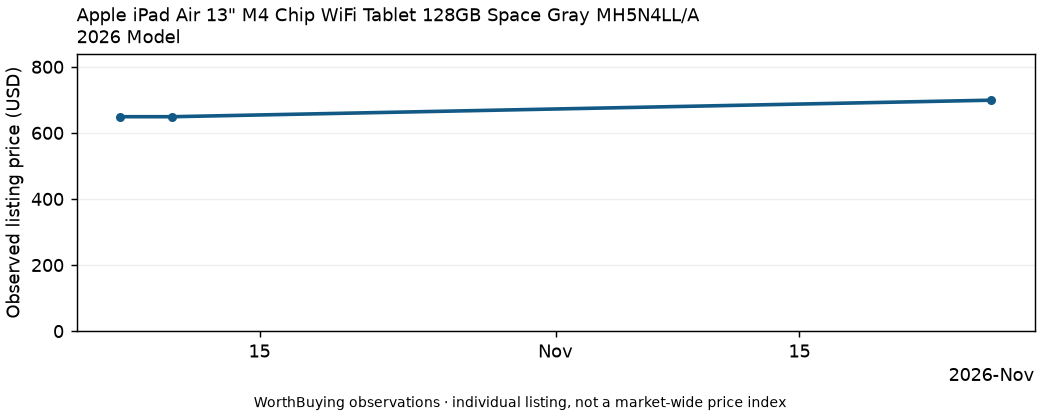 Apple iPad Air 13" M4 Chip WiFi Tablet 128GB Space Gray MH5N4LL/A
2026 Model
Observed listing price (USD)
800
600
400
200
0
15
Nov
15
2026-Nov
WorthBuying observations · individual listing, not a market-wide price index